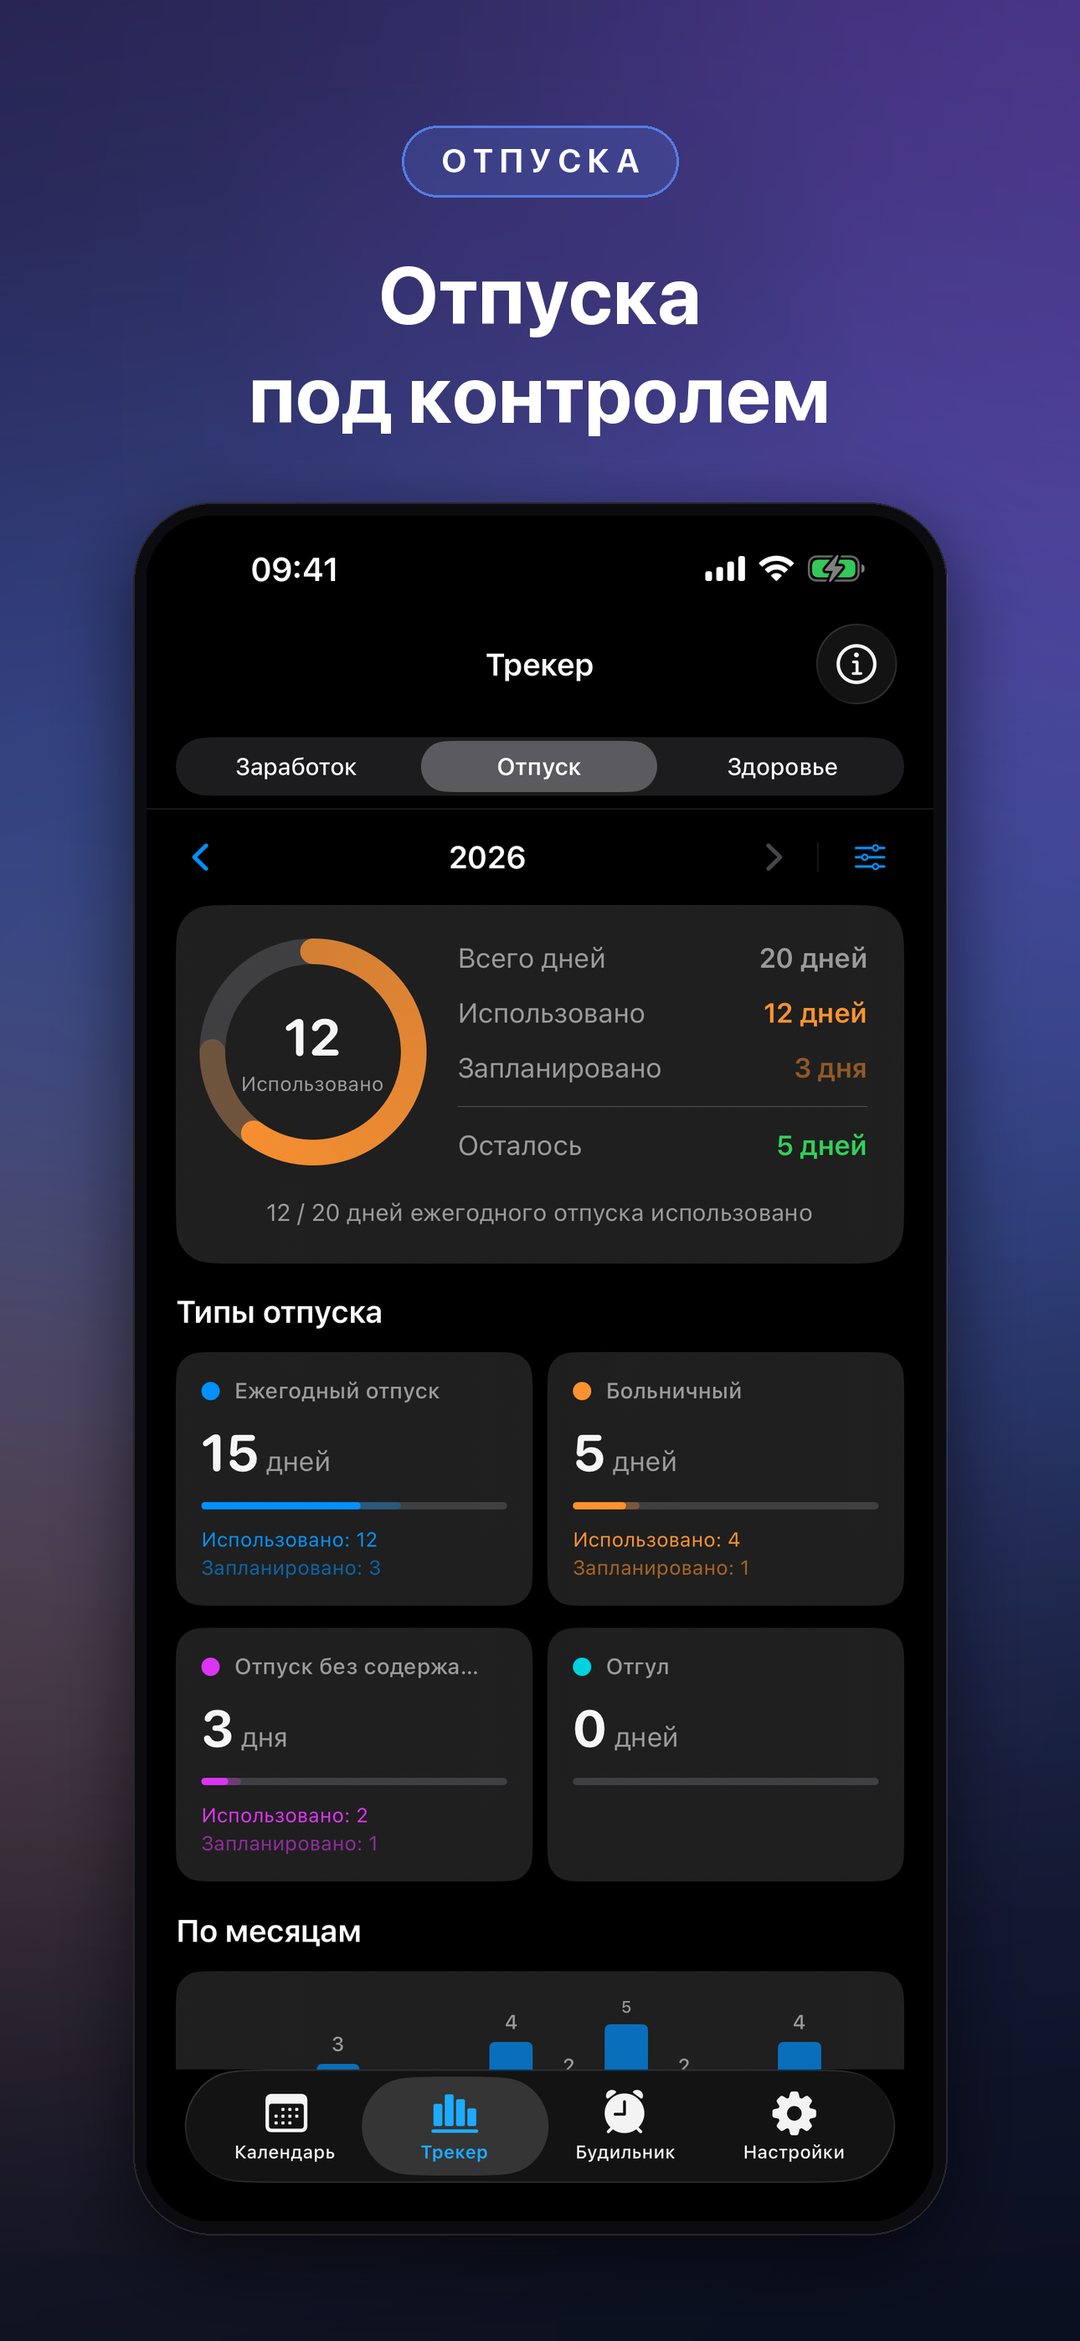 ОТПУСКА
Отпуска
под контролем
09:41
Трекер
Заработок Отпуск Здоровье
2026
12
Использовано
Всего дней 20 дней
Использовано 12 дней
Запланировано 3 дня
Осталось 5 дней
12 / 20 дней ежегодного отпуска использовано
Типы отпуска
Ежегодный отпуск
15 дней
Использовано: 12
Запланировано: 3
Больничный
5 дней
Использовано: 4
Запланировано: 1
Отпуск без содержа...
3 дня
Использовано: 2
Запланировано: 1
Отгул
0 дней
По месяцам
3 4 2 5 2 4
Календарь Трекер Будильник Настройки